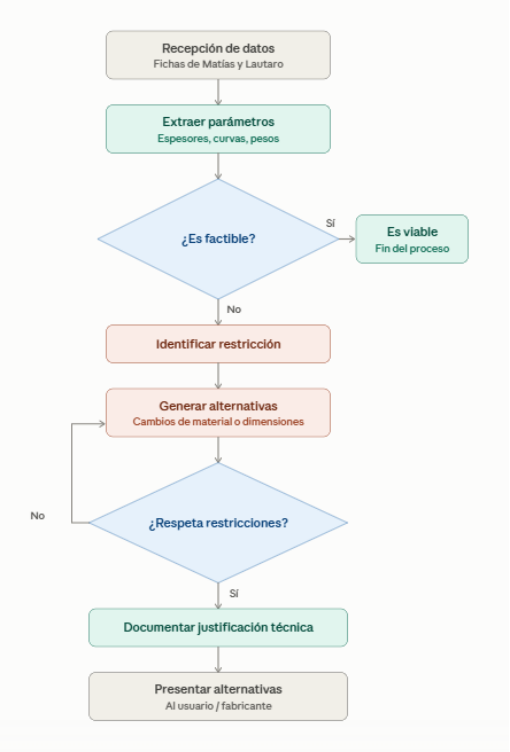 Recepción de datos
Fichas de Matías y Lautaro
Extraer parámetros
Espesores, curvas, pesos
¿Es factible?
Sí
Es viable
Fin del proceso
No
Identificar restricción
Generar alternativas
Cambios de material o dimensiones
¿Respeta restricciones?
No
Sí
Documentar justificación técnica
Presentar alternativas
Al usuario / fabricante